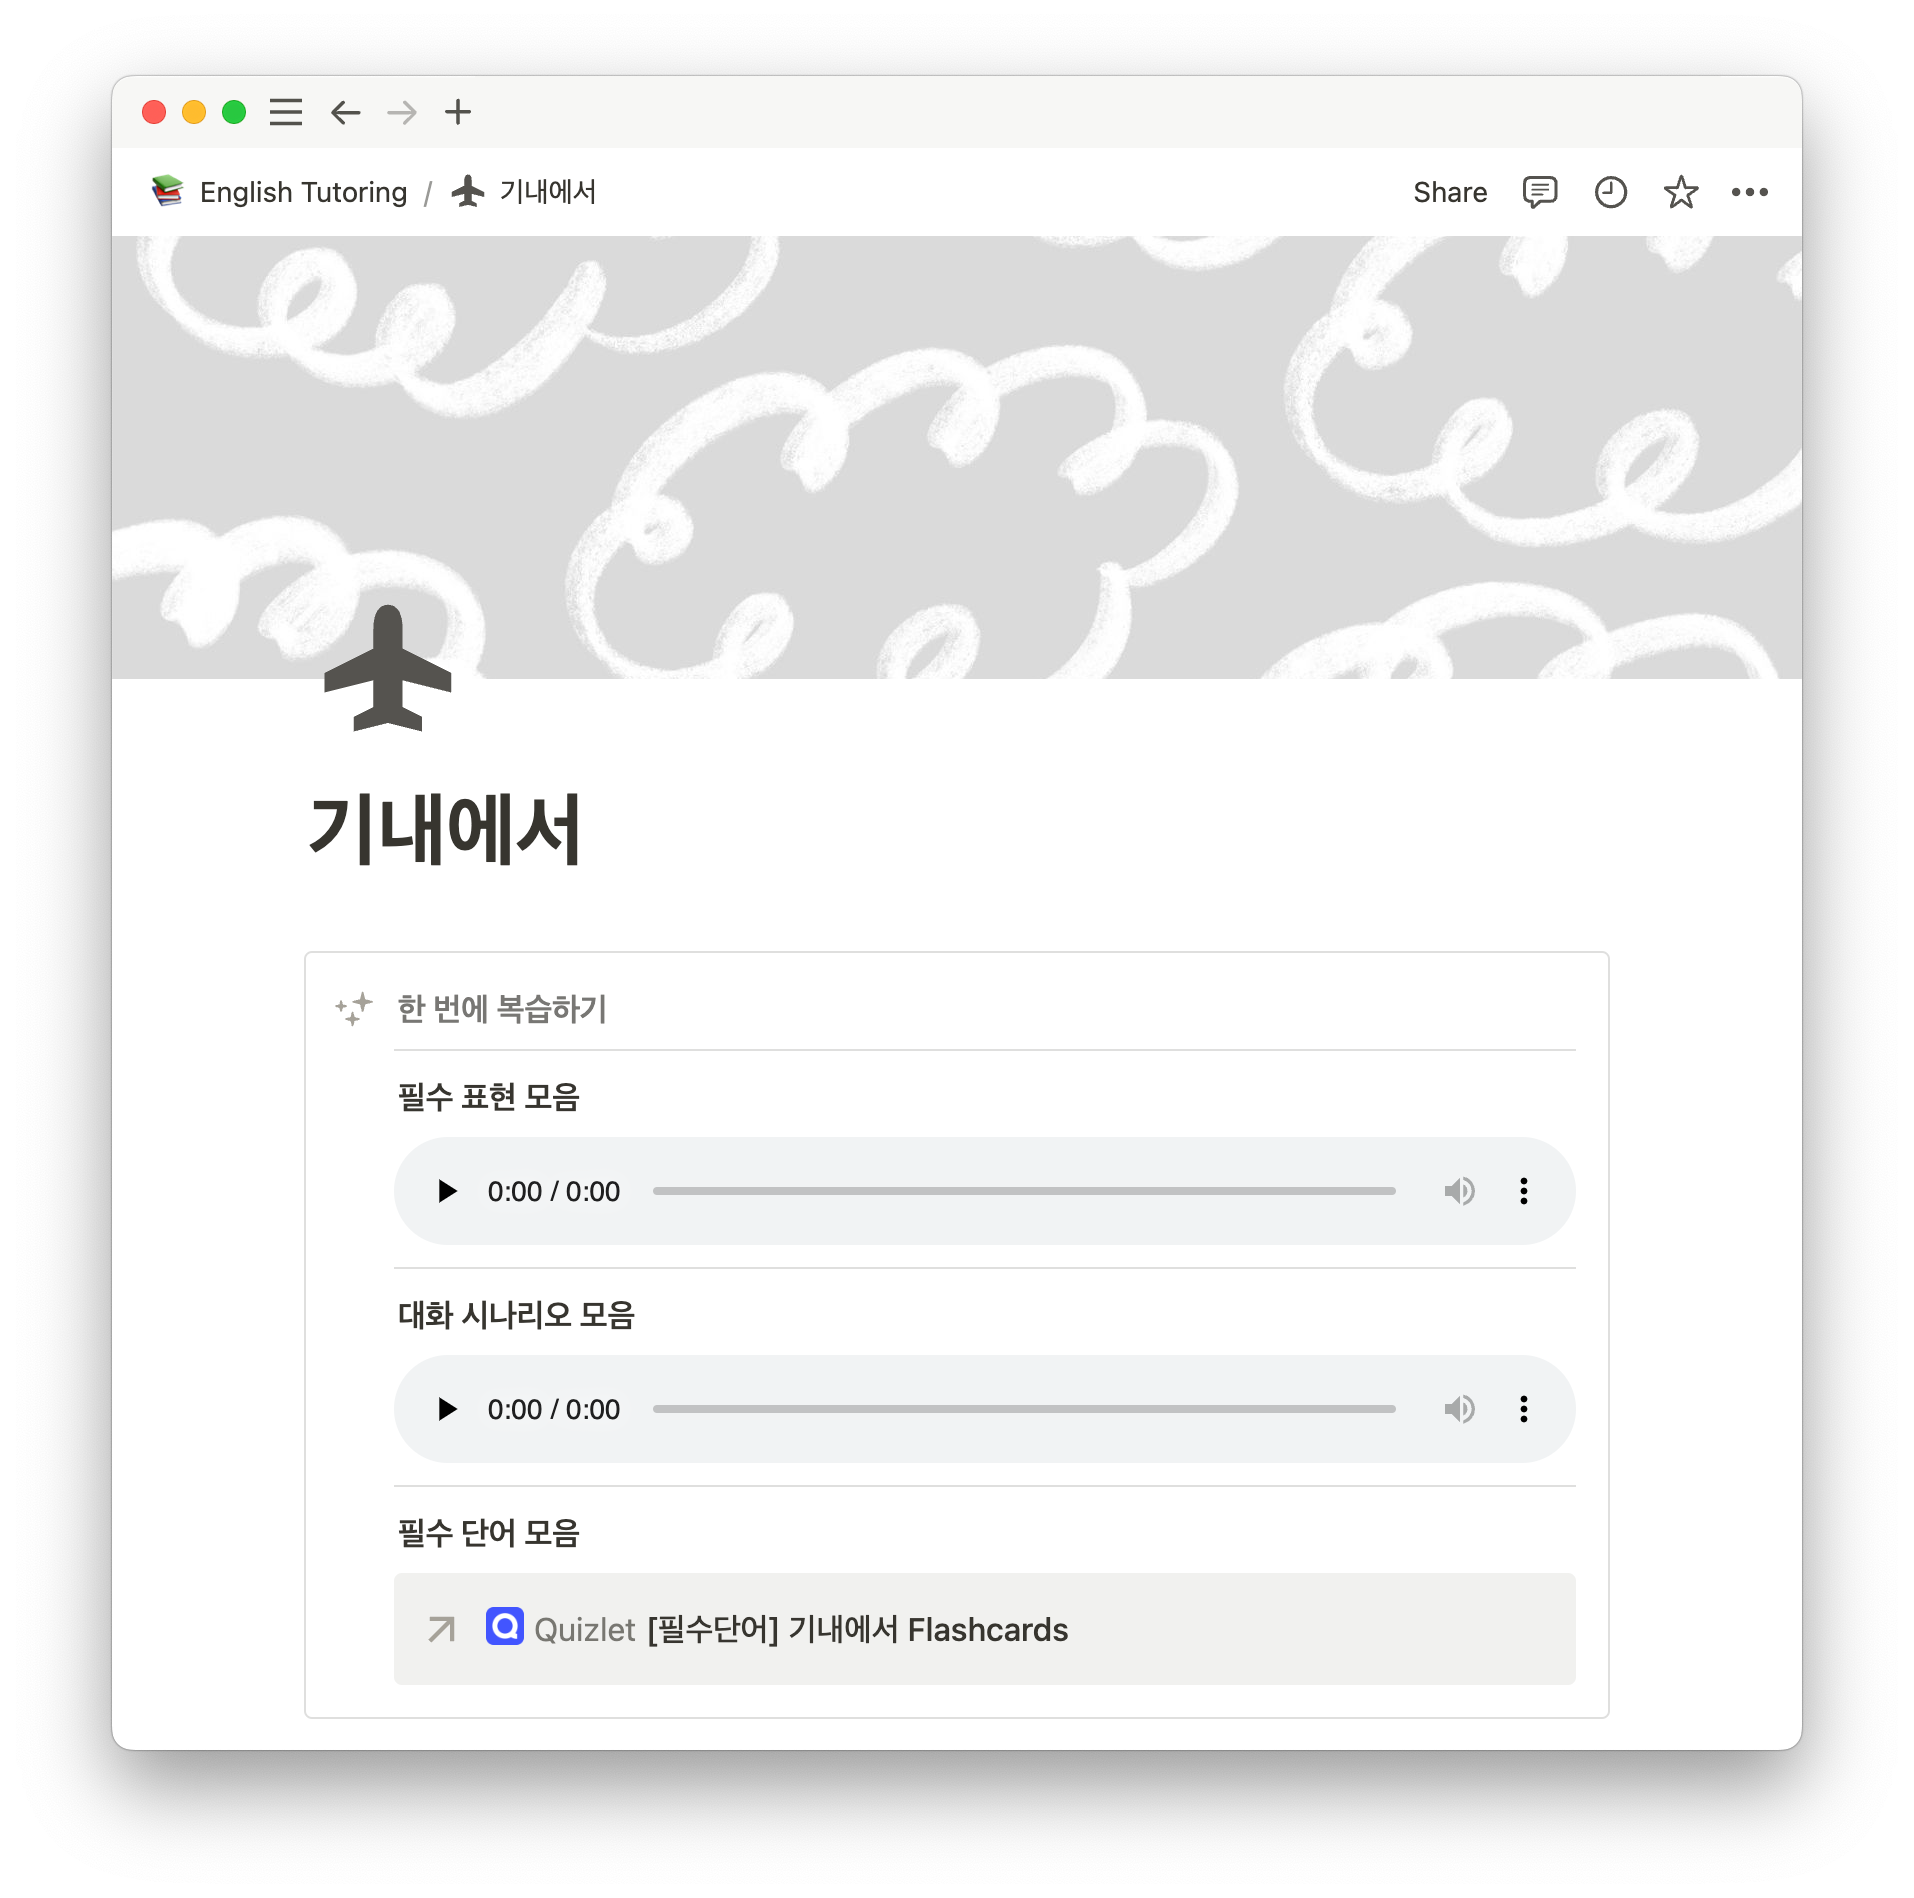 English Tutoring / 기내에서
Share
기내에서
한 번에 복습하기
필수 표현 모음
0:00 / 0:00
대화 시나리오 모음
0:00 / 0:00
필수 단어 모음
Quizlet [필수단어] 기내에서 Flashcards